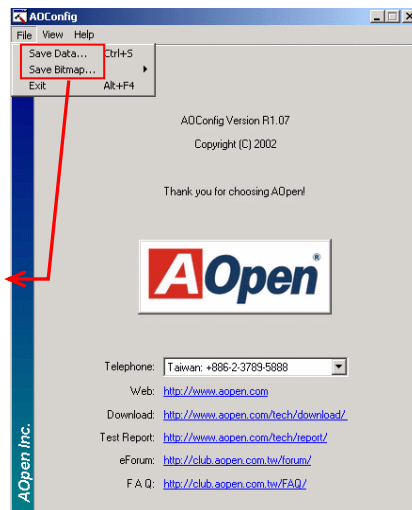 AOConfig
File View Help
Save Data... Ctrl+S
Save Bitmap...
Exit Alt+F4
AOConfig Version R1.07
Copyright (C) 2002
Thank you for choosing AOpen!
AOpen®
Telephone: Taiwan: +886-2-3789-5888
Web: http://www.aopen.com
Download: http://www.aopen.com/tech/download/
Test Report: http://www.aopen.com/tech/report/
eForum: http://club.aopen.com.tw/forum/
F A Q: http://club.aopen.com.tw/FAQ/
AOpen Inc.